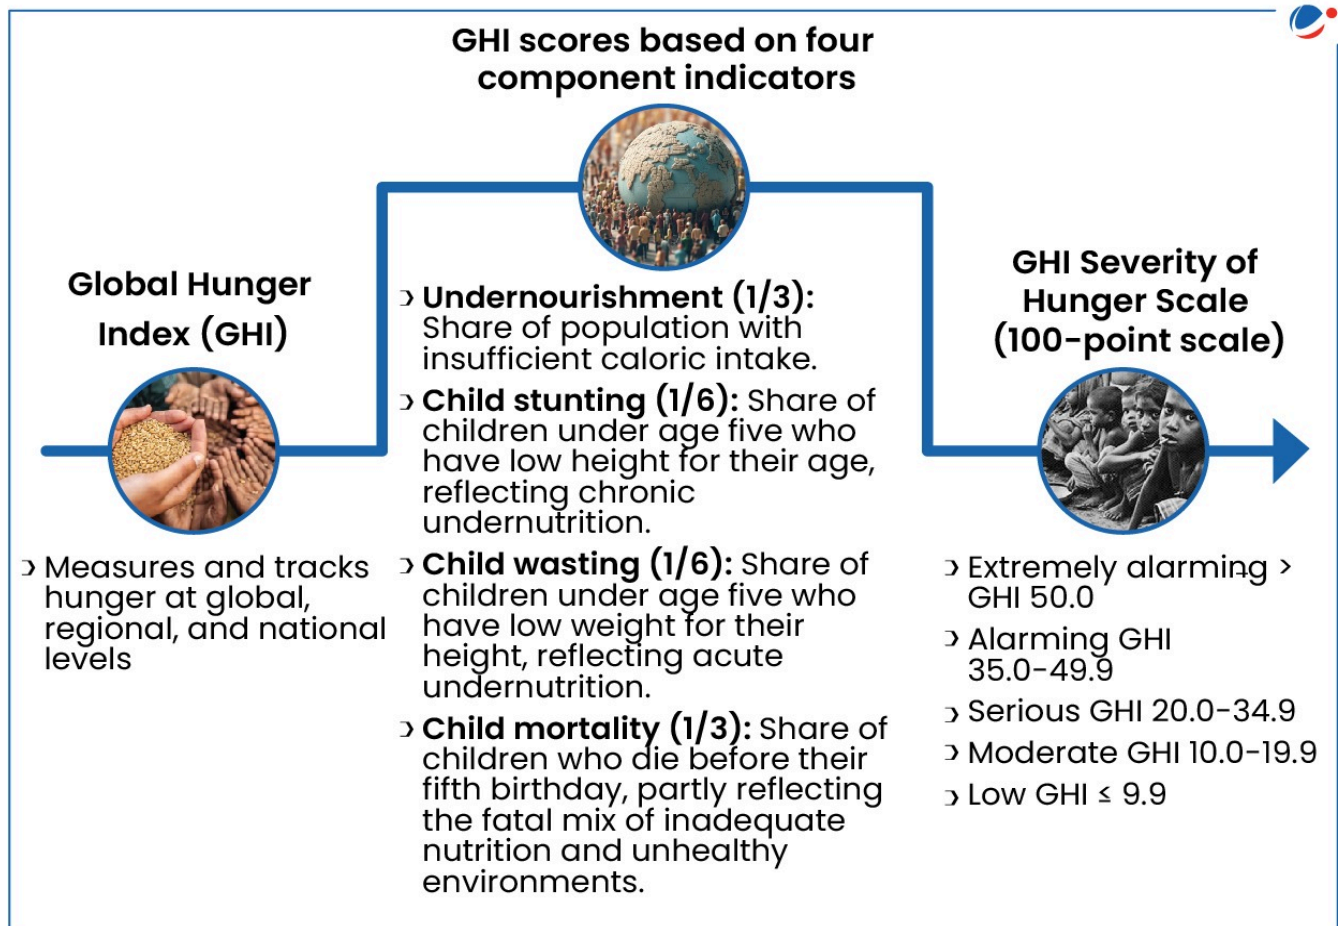 GHI scores based on four
component indicators
Global Hunger
Index (GHI)
Measures and tracks
hunger at global,
regional, and national
levels
Undernourishment (1/3):
Share of population with
insufficient caloric intake.
Child stunting (1/6): Share of
children under age five who
have low height for their age,
reflecting chronic
undernutrition.
Child wasting (1/6): Share of
children under age five who
have low weight for their
height, reflecting acute
undernutrition.
Child mortality (1/3): Share of
children who die before their
fifth birthday, partly reflecting
the fatal mix of inadequate
nutrition and unhealthy
environments.
GHI Severity of
Hunger Scale
(100-point scale)
Extremely alarming >
GHI 50.0
Alarming GHI
35.0-49.9
Serious GHI 20.0-34.9
Moderate GHI 10.0-19.9
Low GHI ≤ 9.9